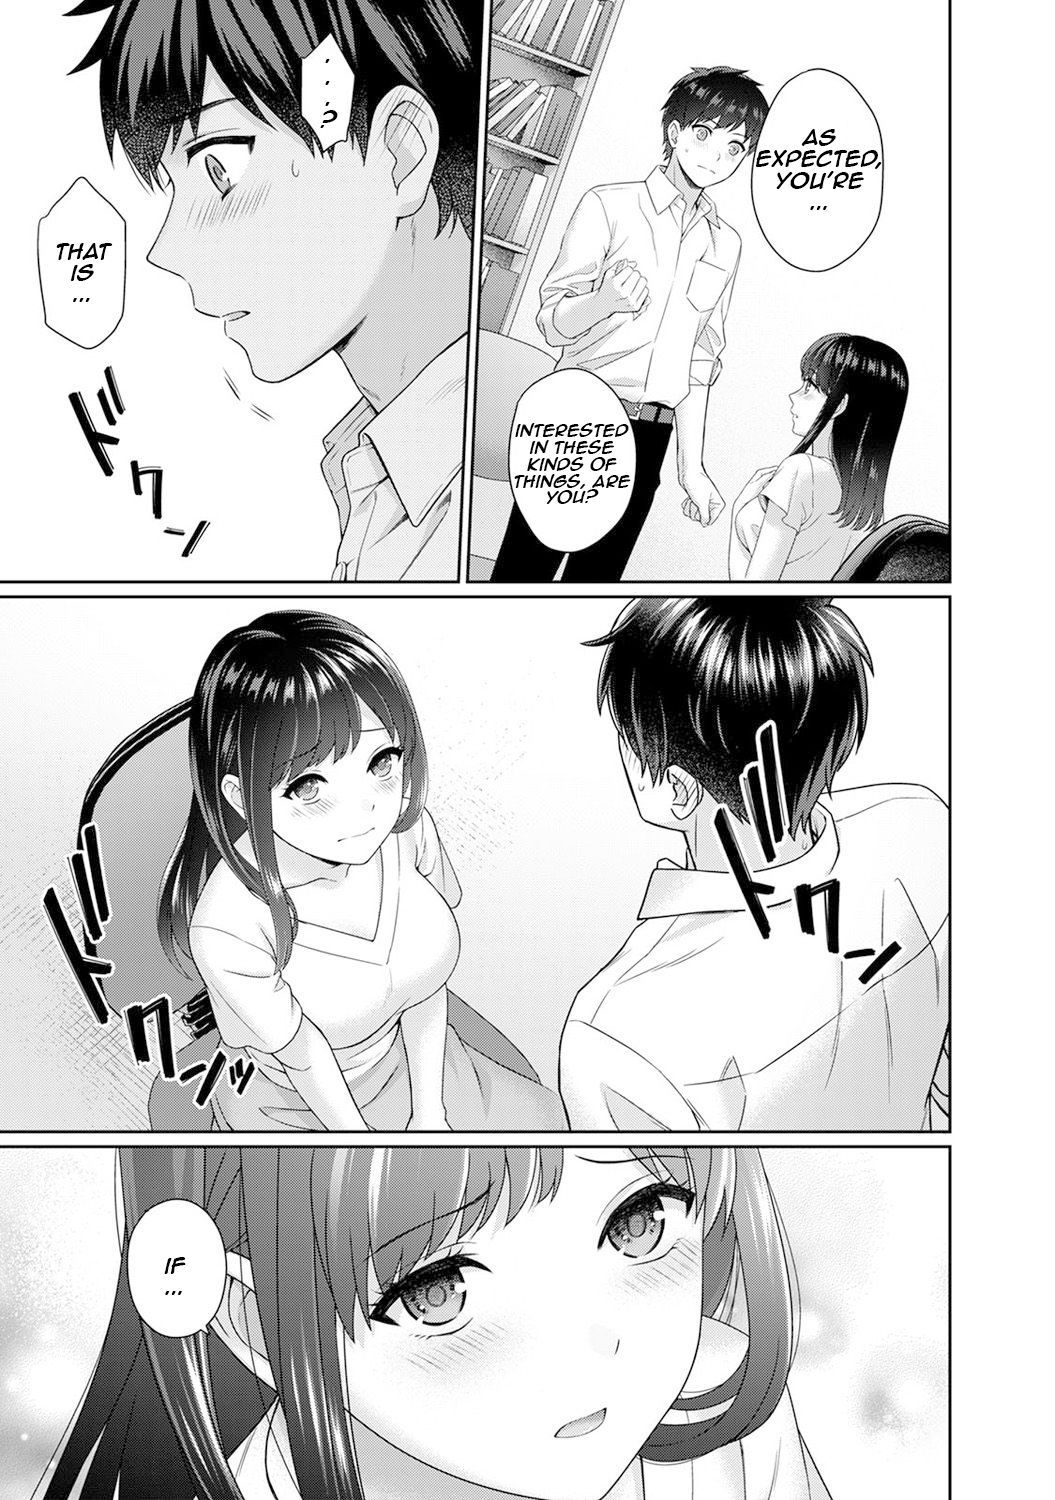 AS
EXPECTED,
YOU'RE
...
INTERESTED
IN THESE
KINDS OF
THINGS, ARE
YOU?
...?
THAT
IS
...
ドクン
ドクン
ドクンッ
IF
...